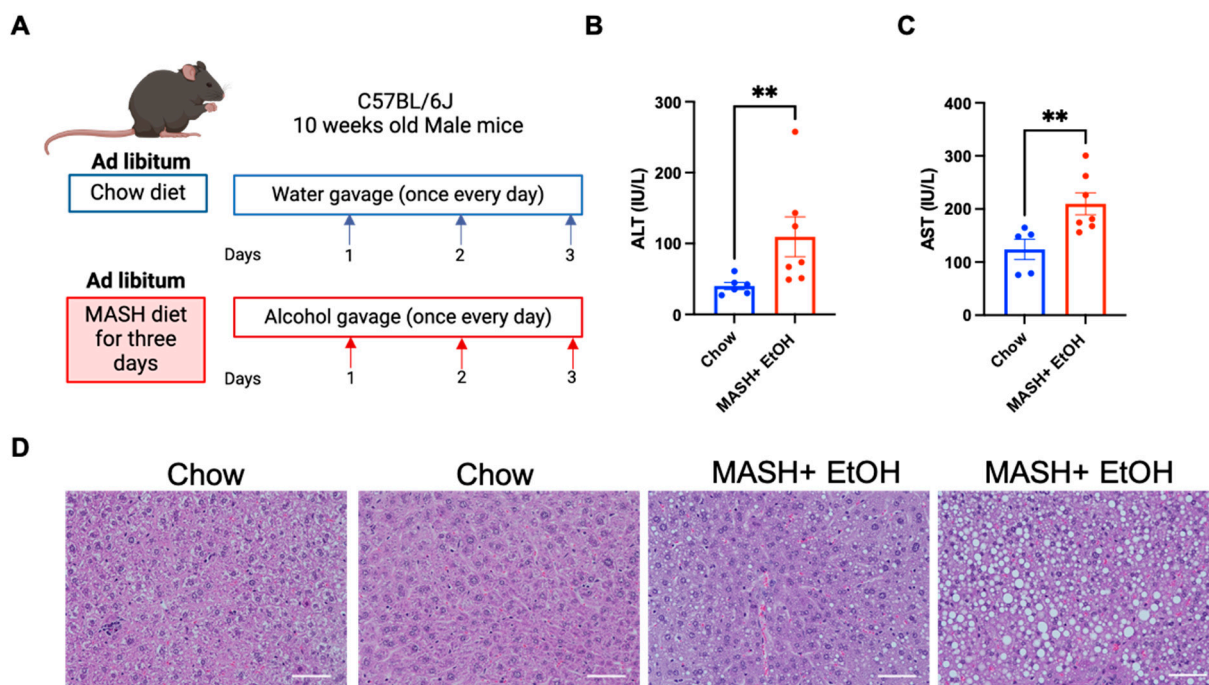 A
C57BL/6J
10 weeks old Male mice
Ad libitum
Chow diet
Water gavage (once every day)
Days
1
2
3
Ad libitum
MASH diet
for three
days
Alcohol gavage (once every day)
Days
1
2
3
B
**
300
200
100
0
ALT (IU/L)
Chow
MASH+ EtOH
C
**
400
300
200
100
0
AST (IU/L)
Chow
MASH+ EtOH
D
Chow
Chow
MASH+ EtOH
MASH+ EtOH